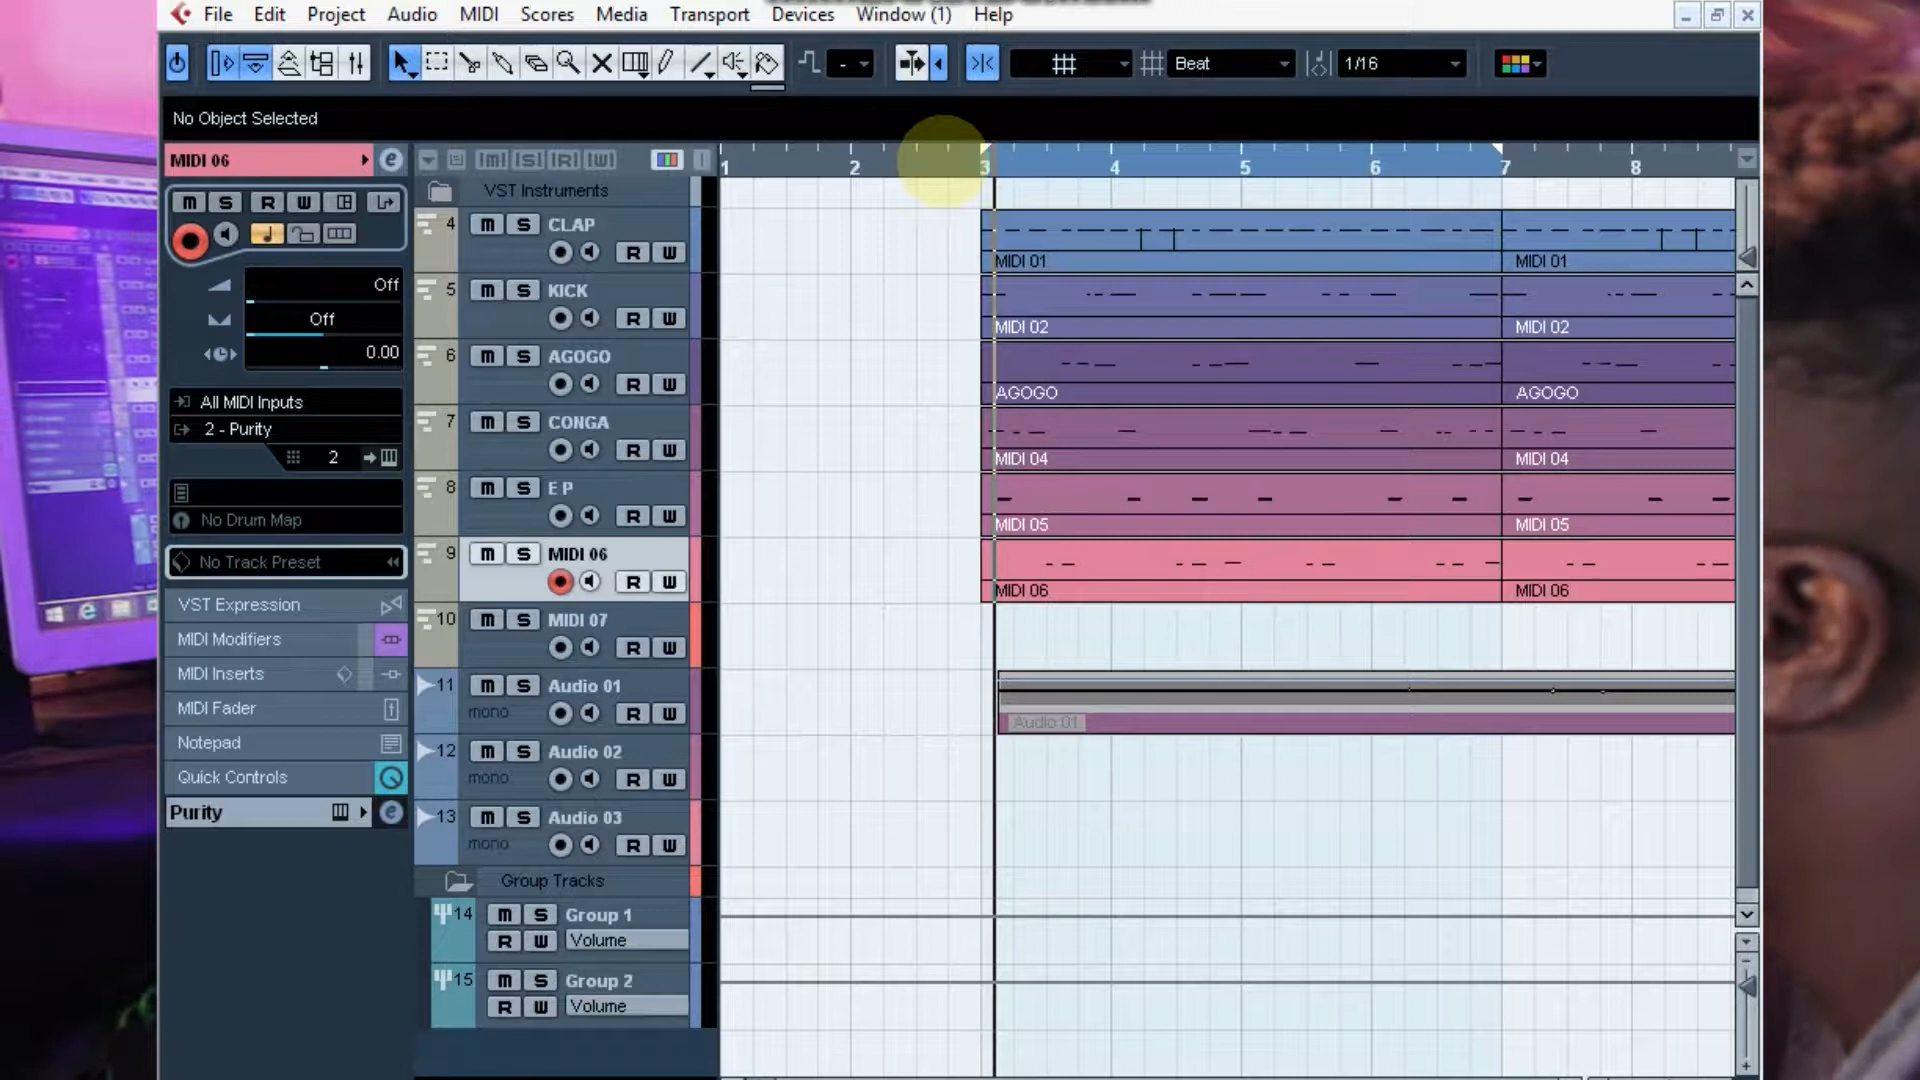 File Edit Project Audio MIDI Scores Media Transport Devices Window (1) Help
- Beat 1/16
No Object Selected
MIDI 06 e
M S R W
Off
Off
0.00
All MIDI Inputs
2 - Purity
2
No Drum Map
No Track Preset
VST Expression
MIDI Modifiers
MIDI Inserts
MIDI Fader
Notepad
Quick Controls
Purity e
M S R W
1 2 3 4 5 6 7 8
VST Instruments
4 M S CLAP
R W
MIDI 01 MIDI 01
5 M S KICK
R W
MIDI 02 MIDI 02
6 M S AGOGO
R W
AGOGO AGOGO
7 M S CONGA
R W
MIDI 04 MIDI 04
8 M S E P
R W
MIDI 05 MIDI 05
9 M S MIDI 06
R W
MIDI 06 MIDI 06
10 M S MIDI 07
R W
11 M S Audio 01
mono R W
Audio 01
12 M S Audio 02
mono R W
13 M S Audio 03
mono R W
Group Tracks
14 M S Group 1
R W Volume
15 M S Group 2
R W Volume